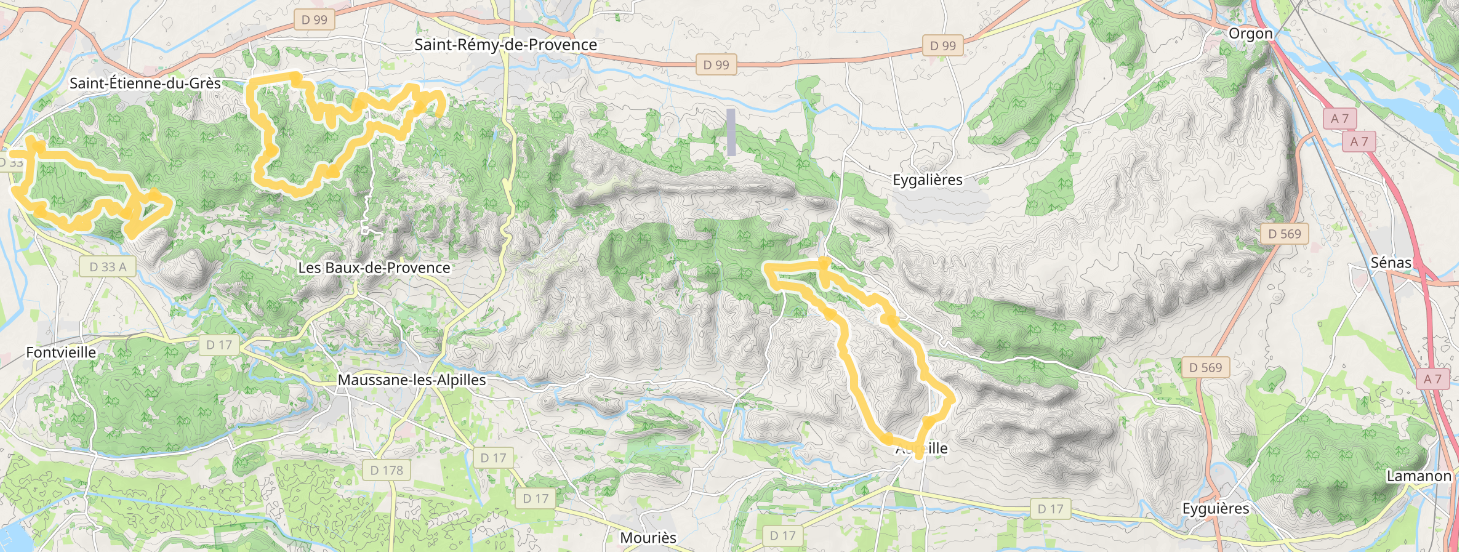 D 99
Saint-Rémy-de-Provence
D 99
Orgon
D 99
Saint-Étienne-du-Grès
A 7
A 7
D 33
Eygalières
D 569
Sénas
D 33 A
Les Baux-de-Provence
D 17
Fontvieille
D 569
Maussane-les-Alpilles
A 7
D 17
D 178
Lamanon
D 17
D 17
Eyguières
D 17
Mouriès